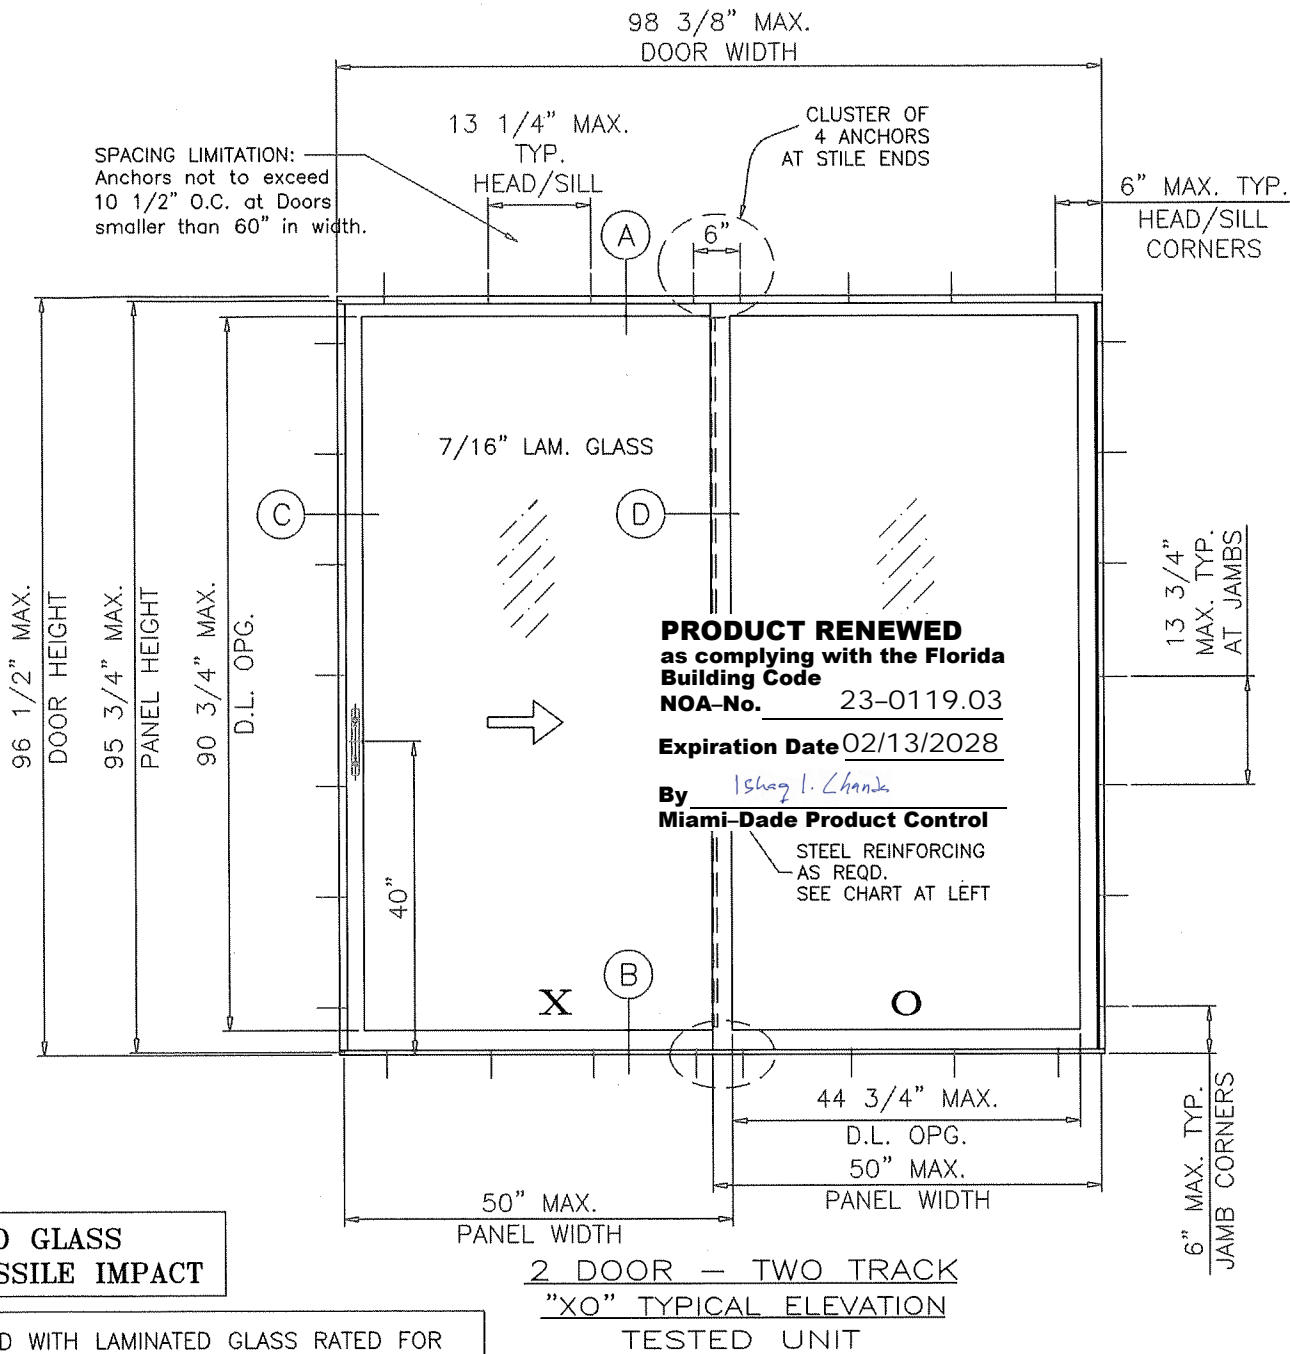 98 3/8" MAX.
DOOR WIDTH
13 1/4" MAX.
TYP.
HEAD/SILL
CLUSTER OF
4 ANCHORS
AT STILE ENDS
SPACING LIMITATION:
Anchors not to exceed
10 1/2" O.C. at Doors
smaller than 60" in width.
6" MAX. TYP.
HEAD/SILL
CORNERS
A
6"
7/16" LAM. GLASS
C
D
96 1/2" MAX.
DOOR HEIGHT
95 3/4" MAX.
PANEL HEIGHT
90 3/4" MAX.
D.L. OPG.
13 3/4"
MAX. TYP.
AT JAMBS
PRODUCT RENEWED
as complying with the Florida
Building Code
NOA-No. 23-0119.03
Expiration Date 02/13/2028
By Ishaq I. Chanda
Miami-Dade Product Control
STEEL REINFORCING
AS REQD.
SEE CHART AT LEFT
40"
B
X
O
44 3/4" MAX.
D.L. OPG.
50" MAX.
PANEL WIDTH
50" MAX.
PANEL WIDTH
6" MAX. TYP.
JAMB CORNERS
GLASS
SSILE IMPACT
2 DOOR - TWO TRACK
"XO" TYPICAL ELEVATION
TESTED UNIT
D WITH LAMINATED GLASS RATED FOR